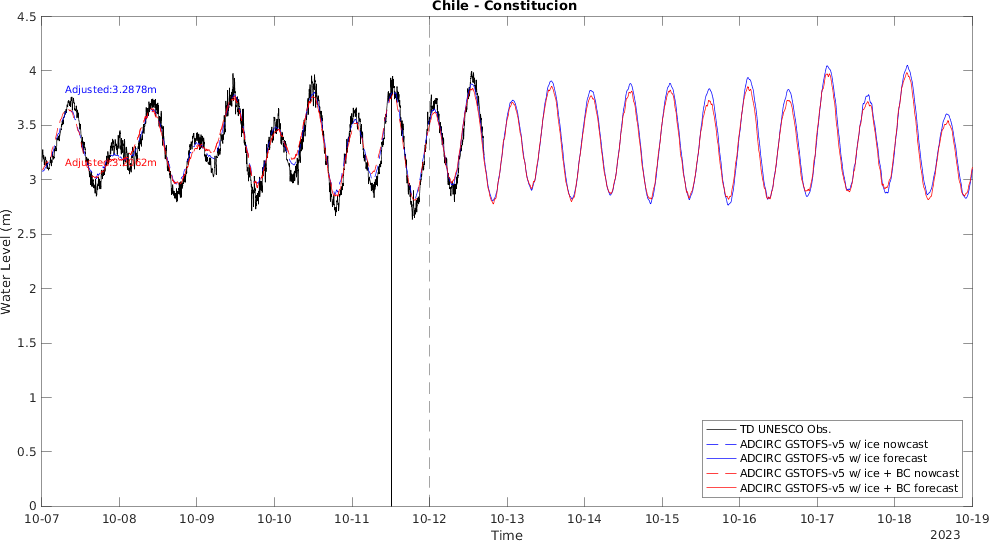 Chile - Constitucion
4.5
4
3.5
3
2.5
2
1.5
1
0.5
0
Water Level (m)
Adjusted:3.2878m
TD UNESCO Obs.
ADCIRC GSTOFS-v5 w/ ice nowcast
ADCIRC GSTOFS-v5 w/ ice forecast
ADCIRC GSTOFS-v5 w/ ice + BC nowcast
ADCIRC GSTOFS-v5 w/ ice + BC forecast
10-07 10-08 10-09 10-10 10-11 10-12 10-13 10-14 10-15 10-16 10-17 10-18 10-19
Time
2023